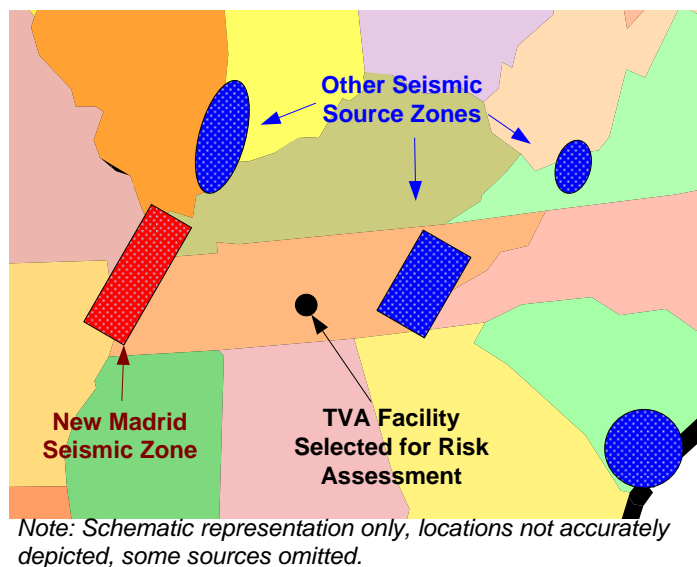 Other Seismic
Source Zones
New Madrid
Seismic Zone
TVA Facility
Selected for Risk
Assessment
Note: Schematic representation only, locations not accurately
depicted, some sources omitted.